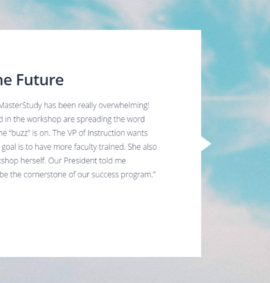 he Future
MasterStudy has been really overwhelming!
d in the workshop are spreading the word
he “buzz” is on. The VP of Instruction wants
goal is to have more faculty trained. She also
kshop herself. Our President told me
be the cornerstone of our success program.”